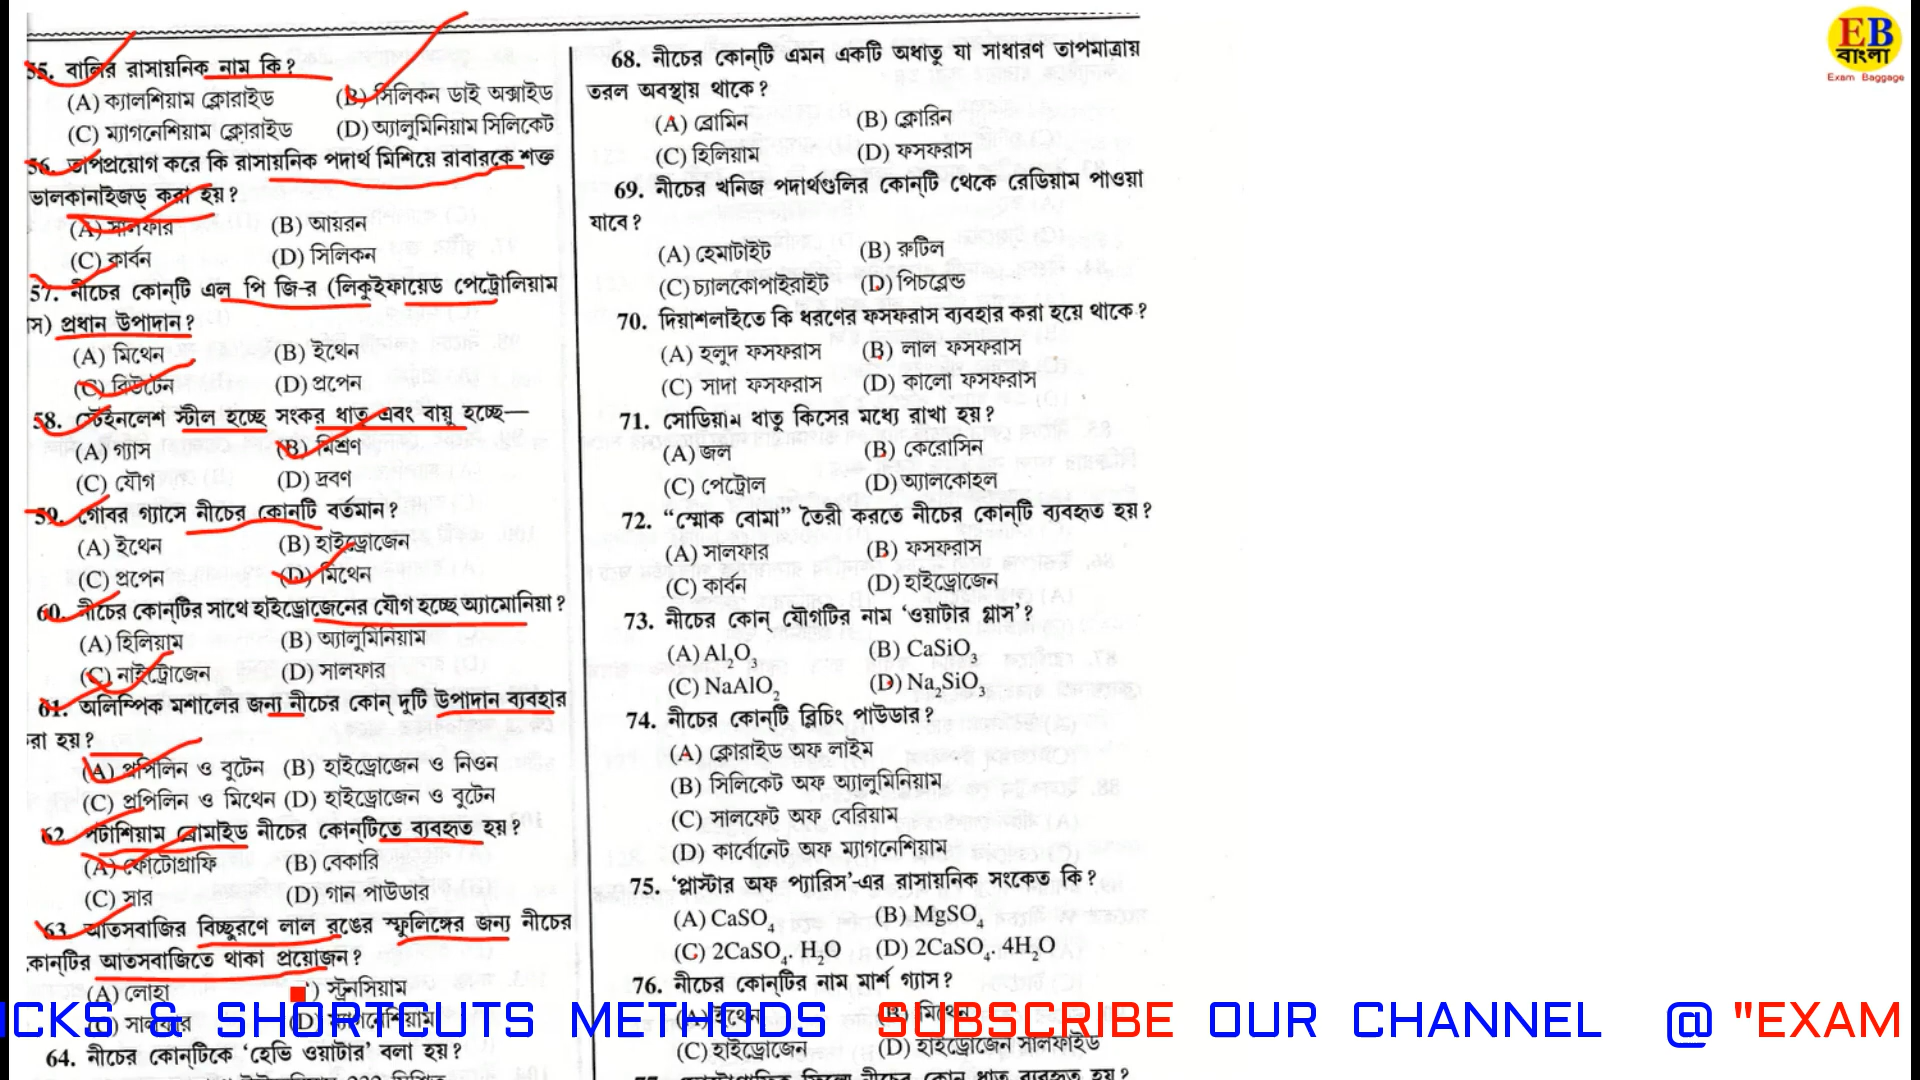 55. বালির রাসায়নিক নাম কি?
(A) ক্যালশিয়াম ক্লোরাইড (B) সিলিকন ডাই অক্সাইড
(C) ম্যাগনেশিয়াম ক্লোরাইড (D) অ্যালুমিনিয়াম সিলিকেট
56. তাপপ্রয়োগ করে কি রাসায়নিক পদার্থ মিশিয়ে রাবারকে শক্ত
ভালকানাইজড্ করা হয়?
(A) সালফার (B) আয়রন
(C) কার্বন (D) সিলিকন
57. নীচের কোন্‌টি এল পি জি-র (লিকুইফায়েড পেট্রোলিয়াম
স) প্রধান উপাদান?
(A) মিথেন (B) ইথেন
(C) বিউটেন (D) প্রপেন
58. স্টেইনলেশ স্টীল হচ্ছে সংকর ধাতু এবং বায়ু হচ্ছে—
(A) গ্যাস (B) মিশ্রণ
(C) যৌগ (D) দ্রবণ
59. গোবর গ্যাসে নীচের কোন্‌টি বর্তমান?
(A) ইথেন (B) হাইড্রোজেন
(C) প্রপেন (D) মিথেন
60. নীচের কোন্‌টির সাথে হাইড্রোজেনের যৌগ হচ্ছে অ্যামোনিয়া?
(A) হিলিয়াম (B) অ্যালুমিনিয়াম
(C) নাইট্রোজেন (D) সালফার
61. অলিম্পিক মশালের জন্য নীচের কোন্ দুটি উপাদান ব্যবহার
রা হয়?
(A) প্রপিলিন ও বুটেন (B) হাইড্রোজেন ও নিওন
(C) প্রপিলিন ও মিথেন (D) হাইড্রোজেন ও বুটেন
62. পটাশিয়াম ব্রোমাইড নীচের কোন্‌টিতে ব্যবহৃত হয়?
(A) ফোটোগ্রাফি (B) বেকারি
(C) সার (D) গান পাউডার
63. আতসবাজির বিচ্ছুরণে লাল রঙের স্ফুলিঙ্গের জন্য নীচের
কোন্‌টির আতসবাজিতে থাকা প্রয়োজন?
(A) লোহা ) স্ট্রনসিয়াম
(C) সালফার (D) ম্যাগনেশিয়াম
64. নীচের কোন্‌টিকে ‘হেভি ওয়াটার’ বলা হয়?
68. নীচের কোন্‌টি এমন একটি অধাতু যা সাধারণ তাপমাত্রায়
তরল অবস্থায় থাকে?
(A) ব্রোমিন (B) ক্লোরিন
(C) হিলিয়াম (D) ফসফরাস
69. নীচের খনিজ পদার্থগুলির কোন্‌টি থেকে রেডিয়াম পাওয়া
যাবে?
(A) হেমাটাইট (B) রুটিল
(C) চ্যালকোপাইরাইট (D) পিচব্লেন্ড
70. দিয়াশলাইতে কি ধরণের ফসফরাস ব্যবহার করা হয়ে থাকে?
(A) হলুদ ফসফরাস (B) লাল ফসফরাস
(C) সাদা ফসফরাস (D) কালো ফসফরাস
71. সোডিয়াম ধাতু কিসের মধ্যে রাখা হয়?
(A) জল (B) কেরোসিন
(C) পেট্রোল (D) অ্যালকোহল
72. “স্মোক বোমা” তৈরী করতে নীচের কোন্‌টি ব্যবহৃত হয়?
(A) সালফার (B) ফসফরাস
(C) কার্বন (D) হাইড্রোজেন
73. নীচের কোন্ যৌগটির নাম ‘ওয়াটার গ্লাস’?
(A) Al₂O₃ (B) CaSiO₃
(C) NaAlO₂ (D) Na₂SiO₃
74. নীচের কোন্‌টি ব্লিচিং পাউডার?
(A) ক্লোরাইড অফ লাইম
(B) সিলিকেট অফ অ্যালুমিনিয়াম
(C) সালফেট অফ বেরিয়াম
(D) কার্বোনেট অফ ম্যাগনেশিয়াম
75. ‘প্লাস্টার অফ প্যারিস’-এর রাসায়নিক সংকেত কি?
(A) CaSO₄ (B) MgSO₄
(C) 2CaSO₄. H₂O (D) 2CaSO₄. 4H₂O
76. নীচের কোন্‌টির নাম মার্শ গ্যাস?
(A) ইথেন (B) মিথেন
(C) হাইড্রোজেন (D) হাইড্রোজেন সালফাইড
EB
বাংলা
Exam Baggage
ICKS & SHORTCUTS METHODS SUBSCRIBE OUR CHANNEL @ "EXAM